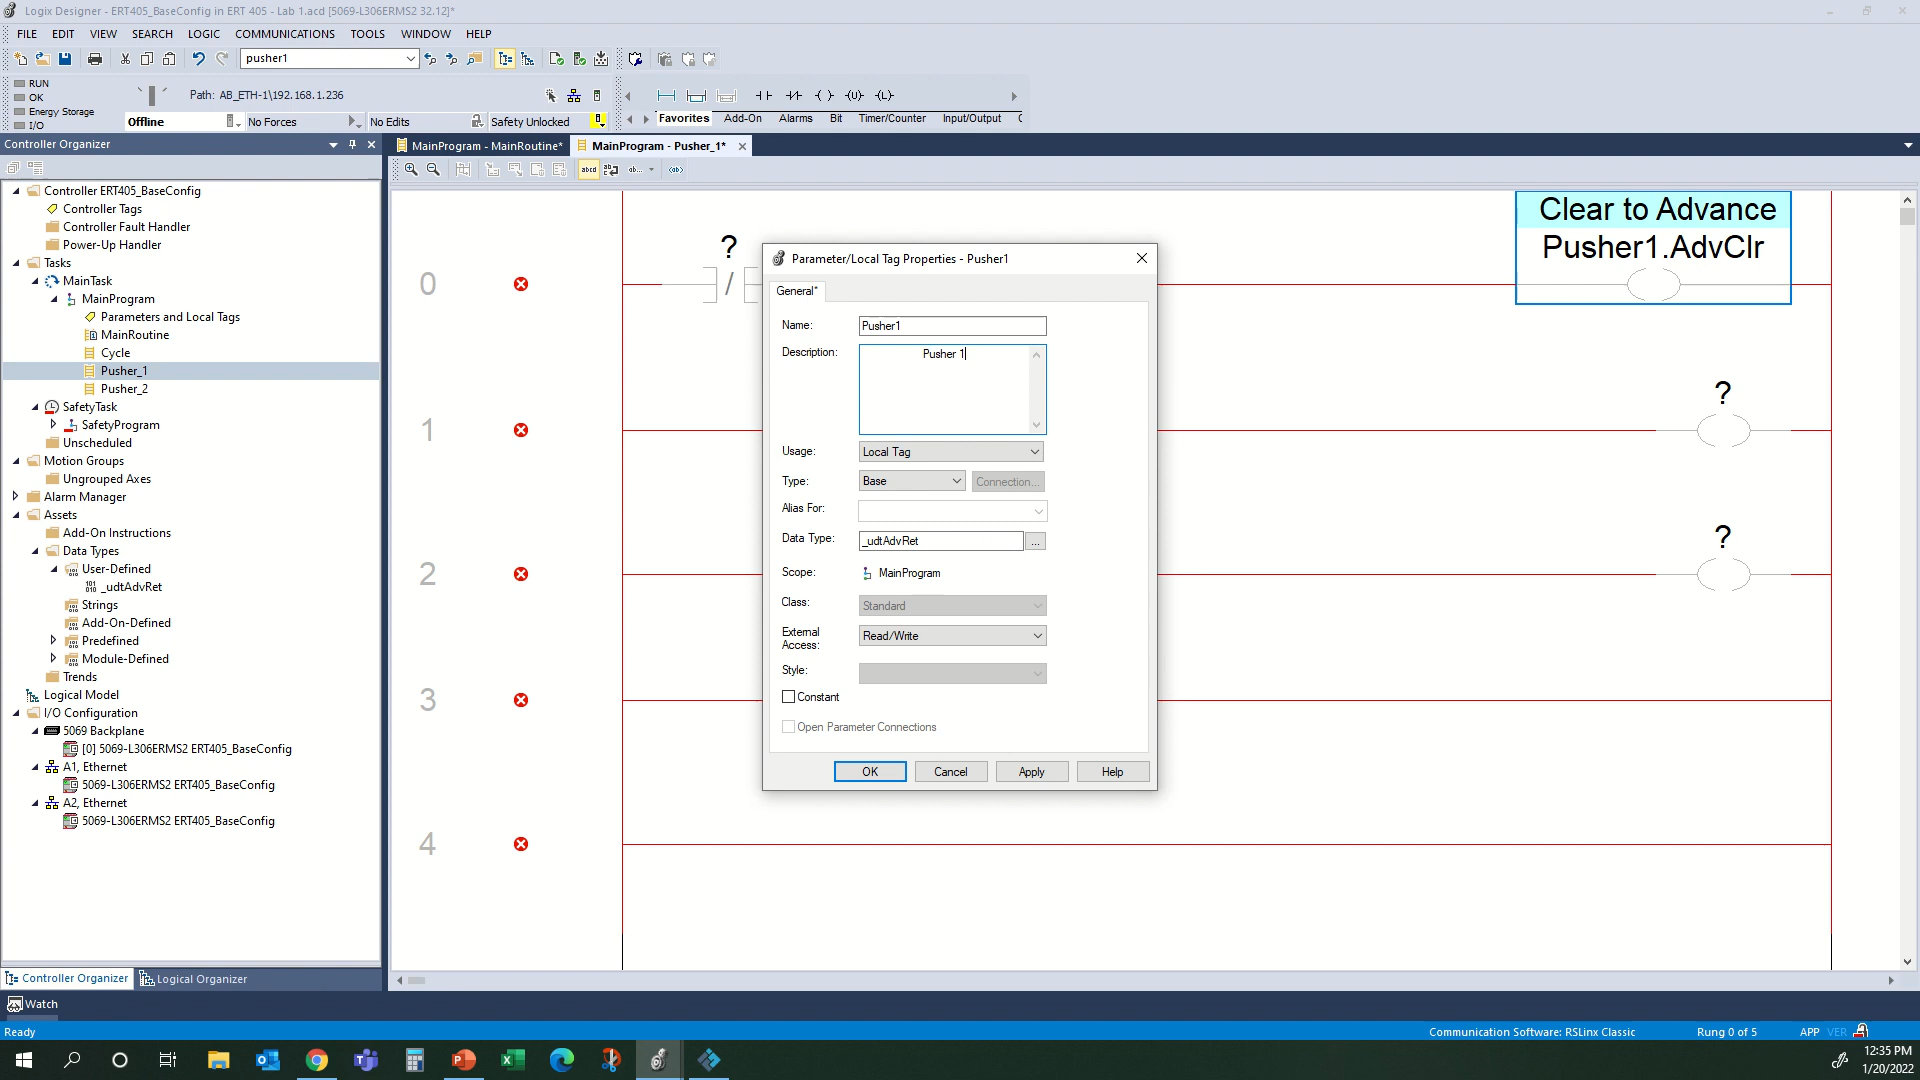 Logix Designer - ERT405_BaseConfig in ERT 405 - Lab 1.acd [5069-L306ERMS2 32.12]*
FILE EDIT VIEW SEARCH LOGIC COMMUNICATIONS TOOLS WINDOW HELP
pusher1
RUN
OK
Energy Storage
I/O
Path: AB_ETH-1\192.168.1.236
Offline No Forces No Edits Safety Unlocked
Favorites Add-On Alarms Bit Timer/Counter Input/Output
Controller Organizer
Controller ERT405_BaseConfig
Controller Tags
Controller Fault Handler
Power-Up Handler
Tasks
MainTask
MainProgram
Parameters and Local Tags
MainRoutine
Cycle
Pusher_1
Pusher_2
SafetyTask
SafetyProgram
Unscheduled
Motion Groups
Ungrouped Axes
Alarm Manager
Assets
Add-On Instructions
Data Types
User-Defined
_udtAdvRet
Strings
Add-On-Defined
Predefined
Module-Defined
Trends
Logical Model
I/O Configuration
5069 Backplane
[0] 5069-L306ERMS2 ERT405_BaseConfig
A1, Ethernet
5069-L306ERMS2 ERT405_BaseConfig
A2, Ethernet
5069-L306ERMS2 ERT405_BaseConfig
Controller Organizer Logical Organizer
MainProgram - MainRoutine* MainProgram - Pusher_1*
Clear to Advance
Pusher1.AdvClr
?
0
1
?
2
?
3
4
Parameter/Local Tag Properties - Pusher1
General*
Name: Pusher1
Description: Pusher 1
Usage: Local Tag
Type: Base Connection...
Alias For:
Data Type: _udtAdvRet ...
Scope: MainProgram
Class: Standard
External
Access: Read/Write
Style:
Constant
Open Parameter Connections
OK Cancel Apply Help
Watch
Ready
Communication Software: RSLinx Classic Rung 0 of 5 APP VER
12:35 PM
1/20/2022